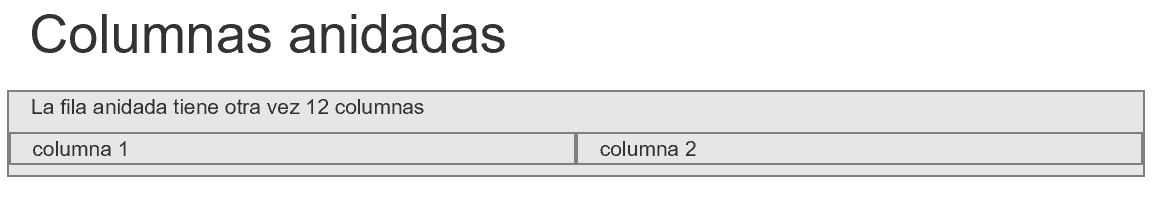 Columnas anidadas
La fila anidada tiene otra vez 12 columnas
columna 1
columna 2